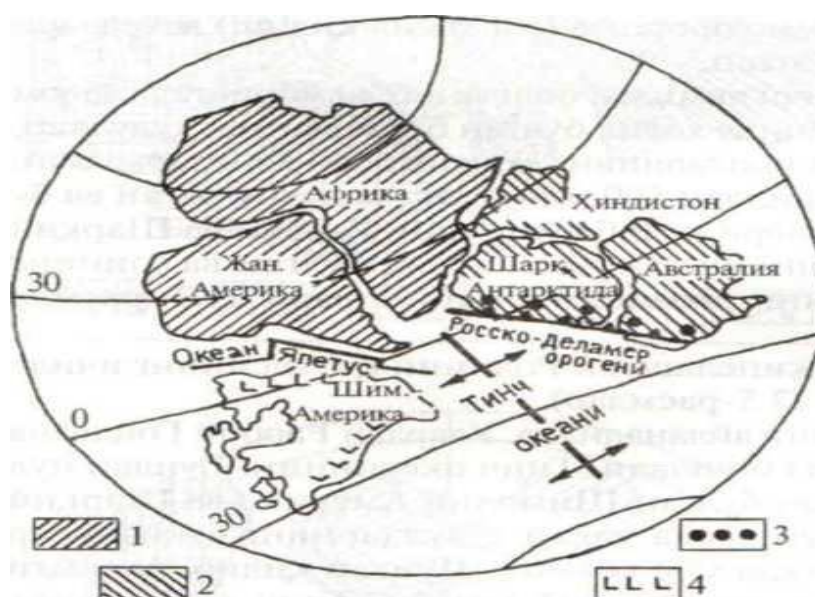 Африка
Хиндистон
Жан.
Америка
Шарк.
Антарктида
Австралия
30
Росско-деламер
орогени
Океан Япетус
Шим.
Америка
Тинч
океани
0
30
1
2
3
4